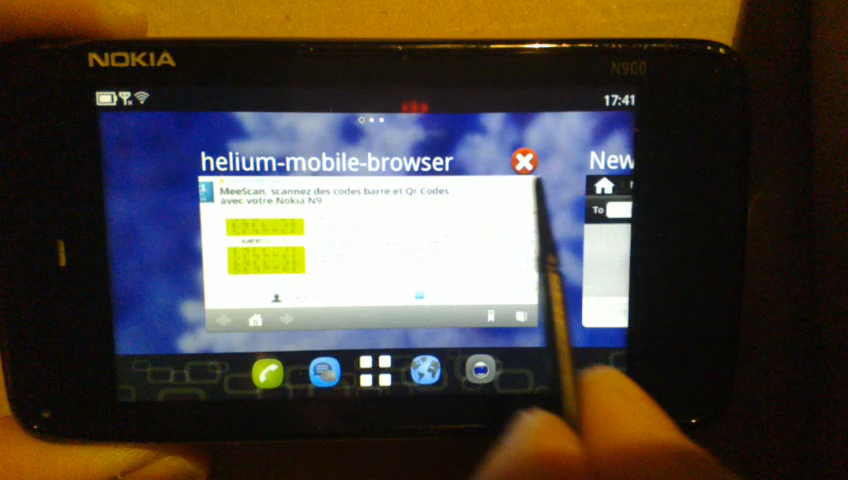 NOKIA
N900
17:41
helium-mobile-browser
New
MeeScan, scannez des codes barre et Qr Codes
avec votre Nokia N9
To